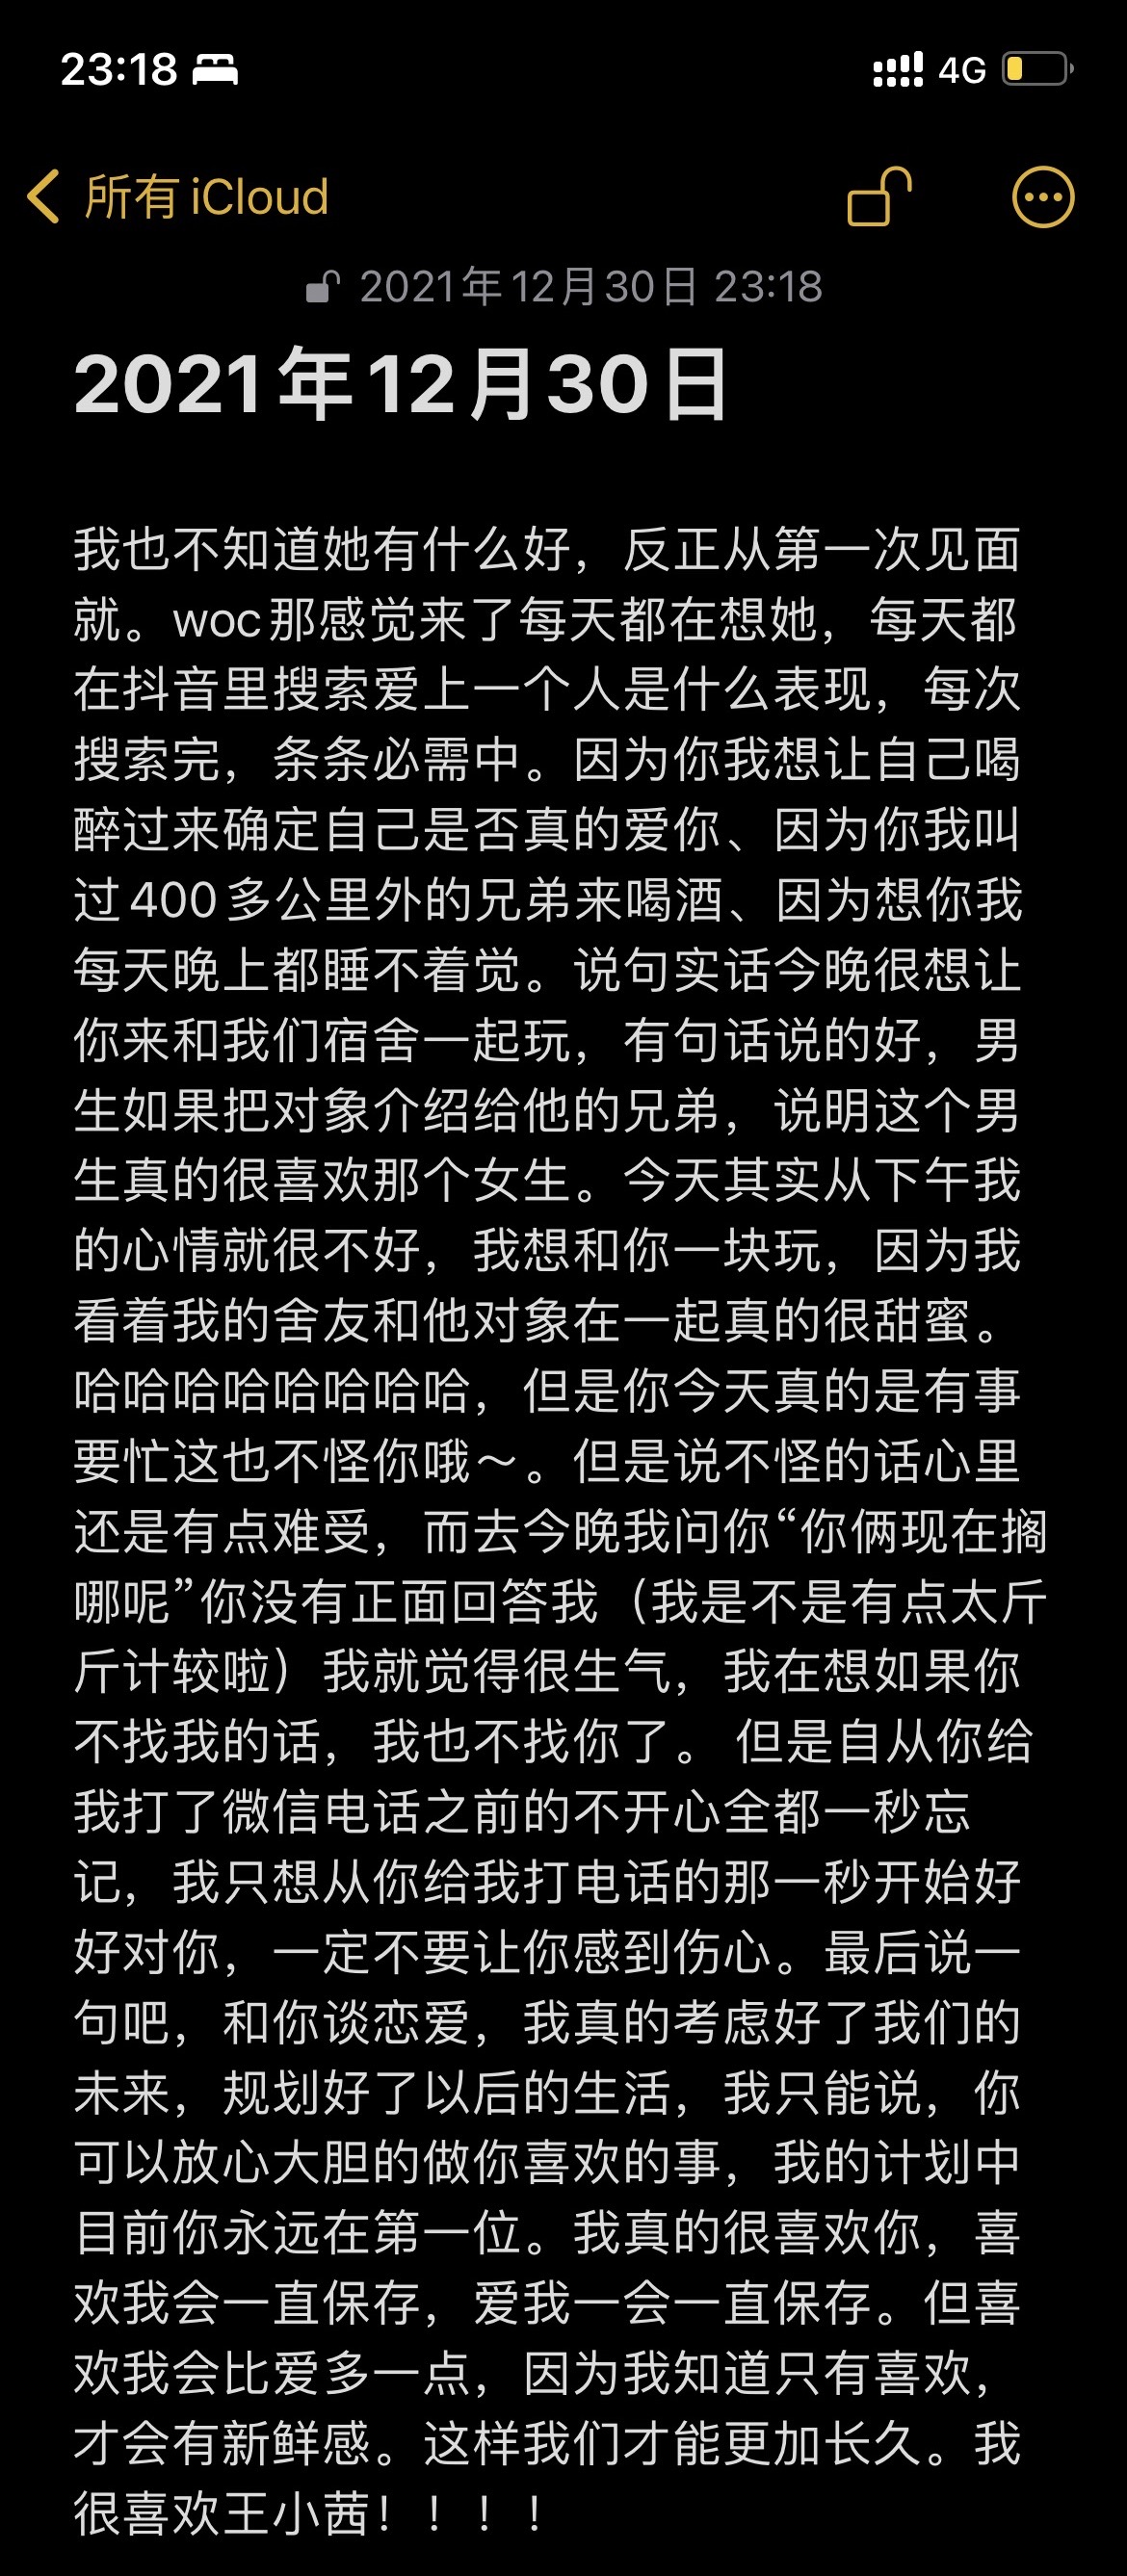 23:18
4G
所有 iCloud
2021年12月30日 23:18
2021年12月30日
我也不知道她有什么好，反正从第一次见面
就。woc那感觉来了每天都在想她，每天都
在抖音里搜索爱上一个人是什么表现，每次
搜索完，条条必需中。因为你我想让自己喝
醉过来确定自己是否真的爱你、因为你我叫
过400多公里外的兄弟来喝酒、因为想你我
每天晚上都睡不着觉。说句实话今晚很想让
你来和我们宿舍一起玩，有句话说的好，男
生如果把对象介绍给他的兄弟，说明这个男
生真的很喜欢那个女生。今天其实从下午我
的心情就很不好，我想和你一块玩，因为我
看着我的舍友和他对象在一起真的很甜蜜。
哈哈哈哈哈哈哈哈，但是你今天真的是有事
要忙这也不怪你哦～。但是说不怪的话心里
还是有点难受，而去今晚我问你“你俩现在搁
哪呢”你没有正面回答我（我是不是有点太斤
斤计较啦）我就觉得很生气，我在想如果你
不找我的话，我也不找你了。 但是自从你给
我打了微信电话之前的不开心全都一秒忘
记，我只想从你给我打电话的那一秒开始好
好对你，一定不要让你感到伤心。最后说一
句吧，和你谈恋爱，我真的考虑好了我们的
未来，规划好了以后的生活，我只能说，你
可以放心大胆的做你喜欢的事，我的计划中
目前你永远在第一位。我真的很喜欢你，喜
欢我会一直保存，爱我一会一直保存。但喜
欢我会比爱多一点，因为我知道只有喜欢，
才会有新鲜感。这样我们才能更加长久。我
很喜欢王小茜！！！！